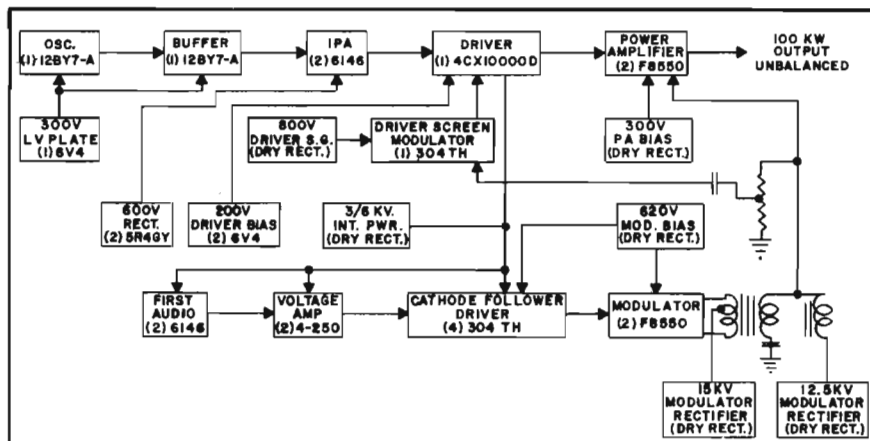 OSC.
(1) 12BY7-A
BUFFER
(1) 12BY7-A
IPA
(2) 6146
DRIVER
(1) 4CX10000D
POWER
AMPLIFIER
(2) F8550
100 KW
OUTPUT
UNBALANCED
300V
LV PLATE
(1) 6V4
800V
DRIVER S.G.
(DRY RECT.)
DRIVER SCREEN
MODULATOR
(1) 304 TH
300V
PA BIAS
(DRY RECT.)
600V
RECT.
(2) 5R4GY
200V
DRIVER BIAS
(2) 6V4
3/6 KV.
INT. PWR.
(DRY RECT.)
620V
MOD. BIAS
(DRY RECT.)
FIRST
AUDIO
(2) 6146
VOLTAGE
AMP
(2) 4-250
CATHODE FOLLOWER
DRIVER
(4) 304 TH
MODULATOR
(2) F8550
15KV
MODULATOR
RECTIFIER
(DRY RECT.)
12.5KV
MODULATOR
RECTIFIER
(DRY RECT.)